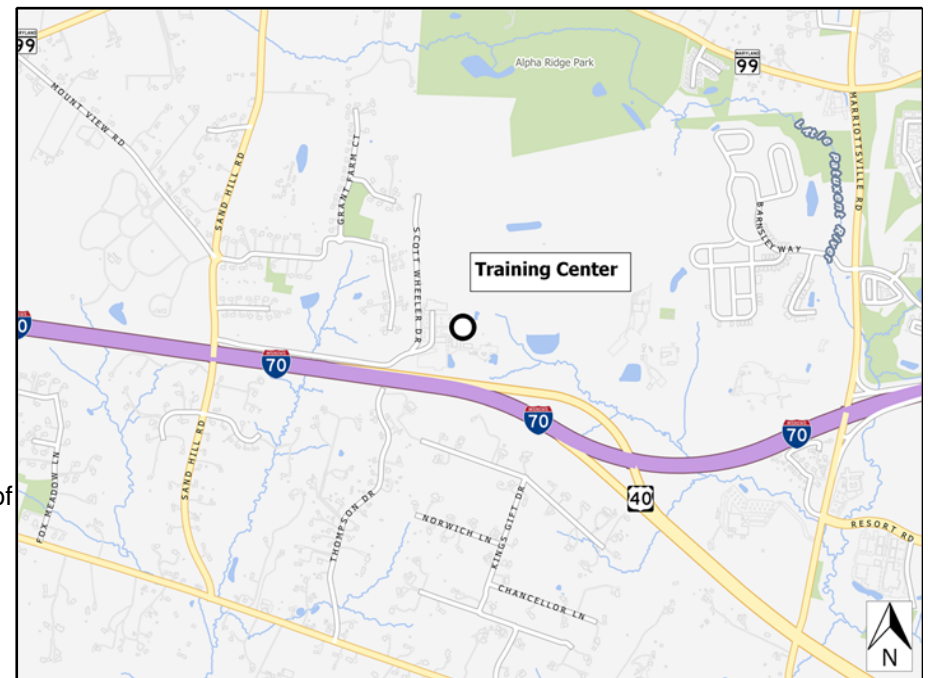 99
MARYLAND
99
Alpha Ridge Park
MOUNT VIEW RD
SAND HILL RD
GRANT FARM CT
SCOTT WHEELER DR
MARRIOTTSVILLE RD
Little Patuxent River
BARNSLEY WAY
Training Center
0
70
70
70
40
SAND HILL RD
FOX MEADOW LN
of
THOMPSON DR
NORWICH LN
KINGS GIFT DR
CHANCELLOR LN
RESORT RD
N